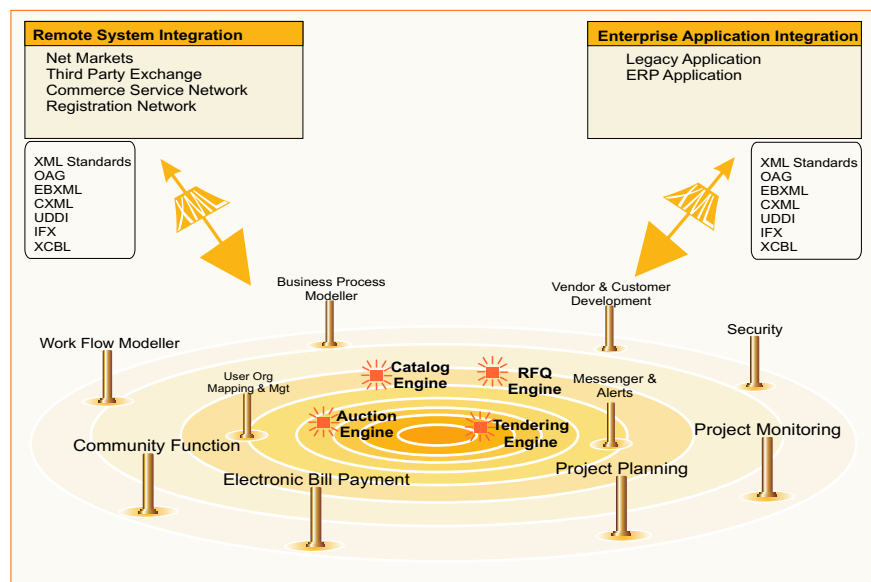 Remote System Integration
Net Markets
Third Party Exchange
Commerce Service Network
Registration Network
XML Standards
OAG
EBXML
CXML
UDDI
IFX
XCBL
Enterprise Application Integration
Legacy Application
ERP Application
XML Standards
OAG
EBXML
CXML
UDDI
IFX
XCBL
Business Process
Modeller
Vendor & Customer
Development
Work Flow Modeller
Security
User Org
Mapping & Mgt
Catalog
Engine
RFQ
Engine
Messenger &
Alerts
Auction
Engine
Tendering
Engine
Community Function
Project Monitoring
Electronic Bill Payment
Project Planning